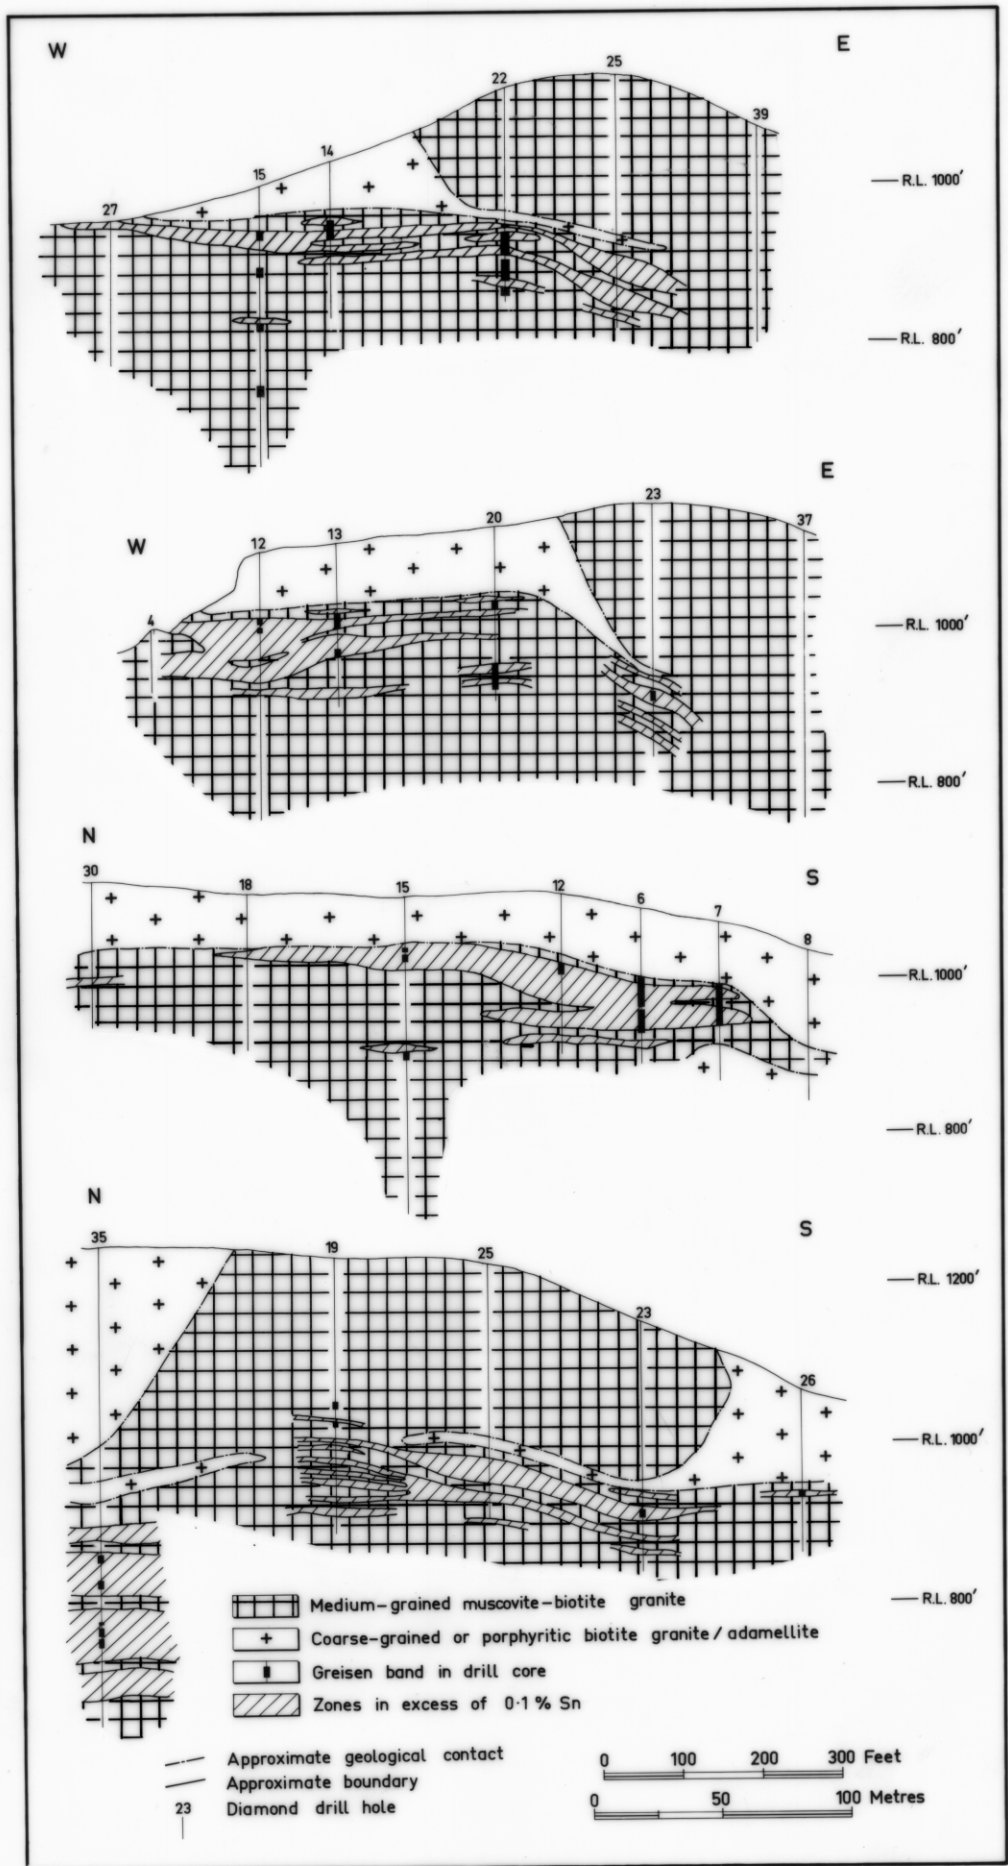 W
E
25
22
39
14
15
27
R.L. 1000'
R.L. 800'
E
23
W
20
37
13
12
4
R.L. 1000'
R.L. 800'
N
S
30
18
15
12
6
7
8
R.L. 1000'
R.L. 800'
N
S
35
19
25
23
26
R.L. 1200'
R.L. 1000'
R.L. 800'
Medium-grained muscovite-biotite granite
Coarse-grained or porphyritic biotite granite/adamellite
Greisen band in drill core
Zones in excess of 0·1 % Sn
Approximate geological contact
Approximate boundary
23 Diamond drill hole
0 100 200 300 Feet
0 50 100 Metres